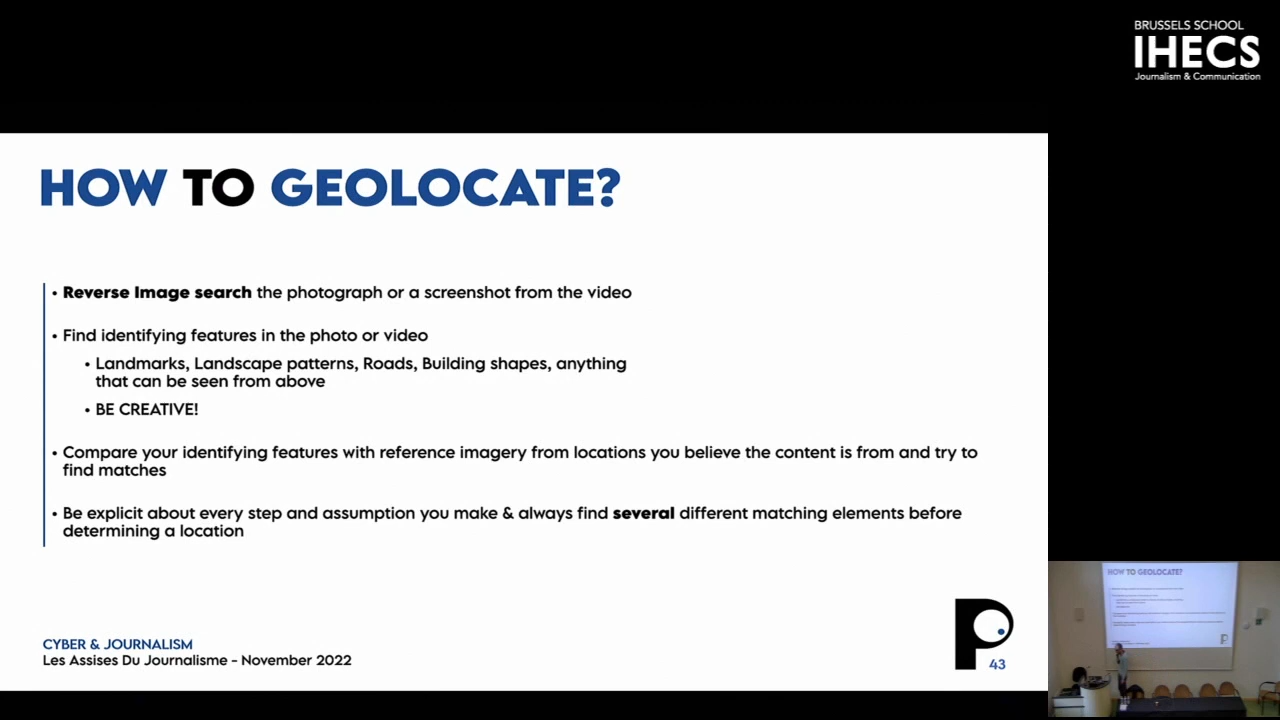 BRUSSELS SCHOOL
IHECS
Journalism & Communication
HOW TO GEOLOCATE?
• Reverse Image search the photograph or a screenshot from the video
• Find identifying features in the photo or video
• Landmarks, Landscape patterns, Roads, Building shapes, anything
that can be seen from above
• BE CREATIVE!
• Compare your identifying features with reference imagery from locations you believe the content is from and try to
find matches
• Be explicit about every step and assumption you make & always find several different matching elements before
determining a location
CYBER & JOURNALISM
Les Assises Du Journalisme - November 2022
P
43
HOW TO GEOLOCATE?